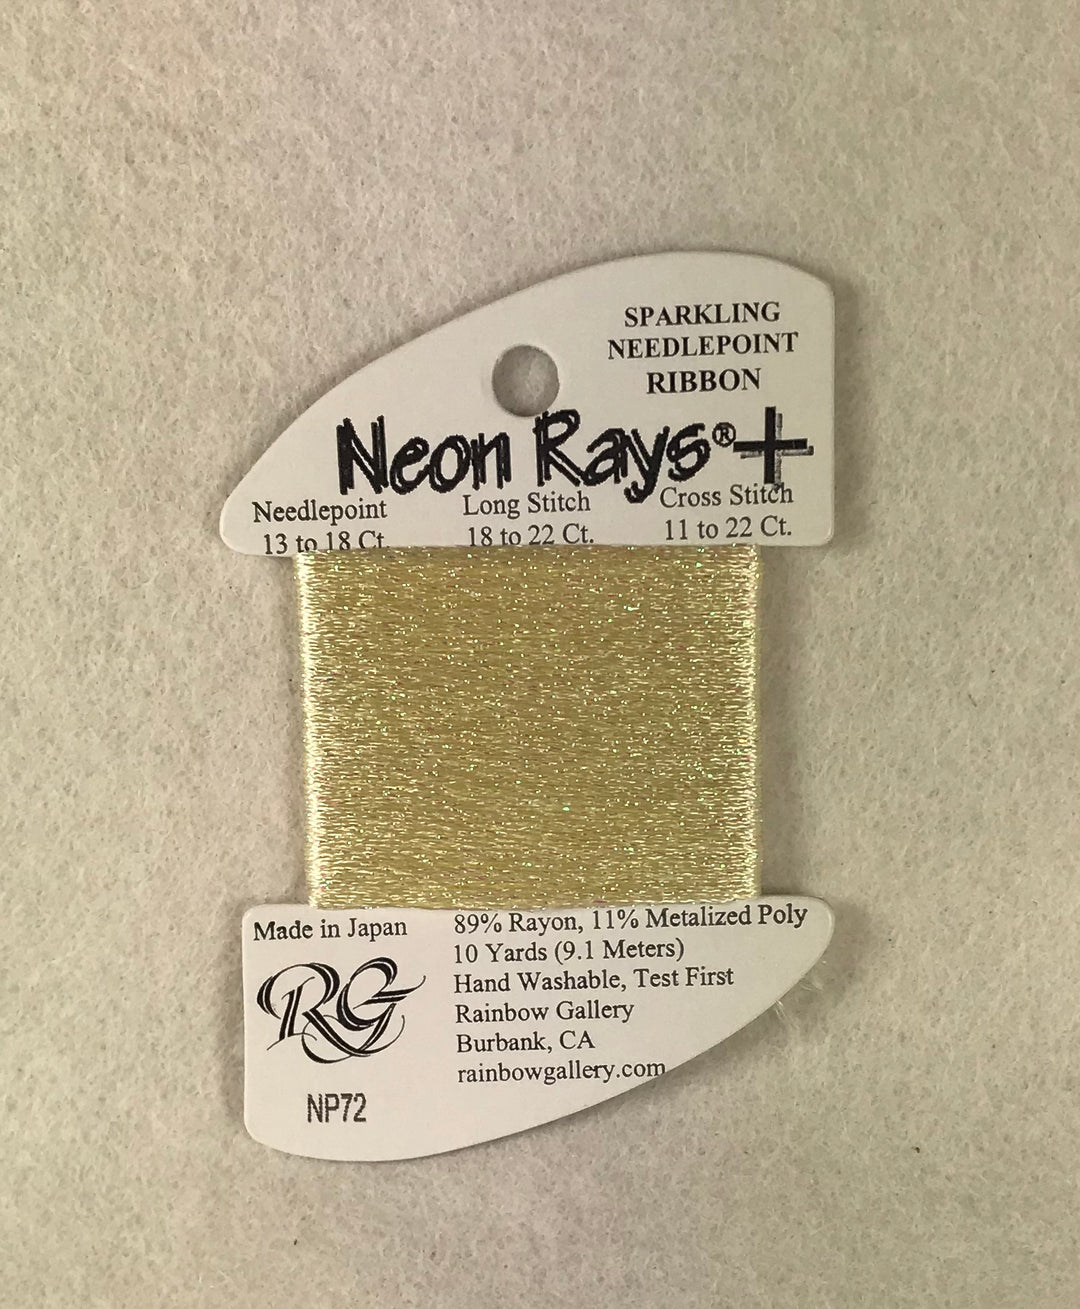 SPARKLING
NEEDLEPOINT
RIBBON
Neon Rays®+
Needlepoint
13 to 18 Ct.
Long Stitch
18 to 22 Ct.
Cross Stitch
11 to 22 Ct.
Made in Japan
RG
NP72
89% Rayon, 11% Metalized Poly
10 Yards (9.1 Meters)
Hand Washable, Test First
Rainbow Gallery
Burbank, CA
rainbowgallery.com